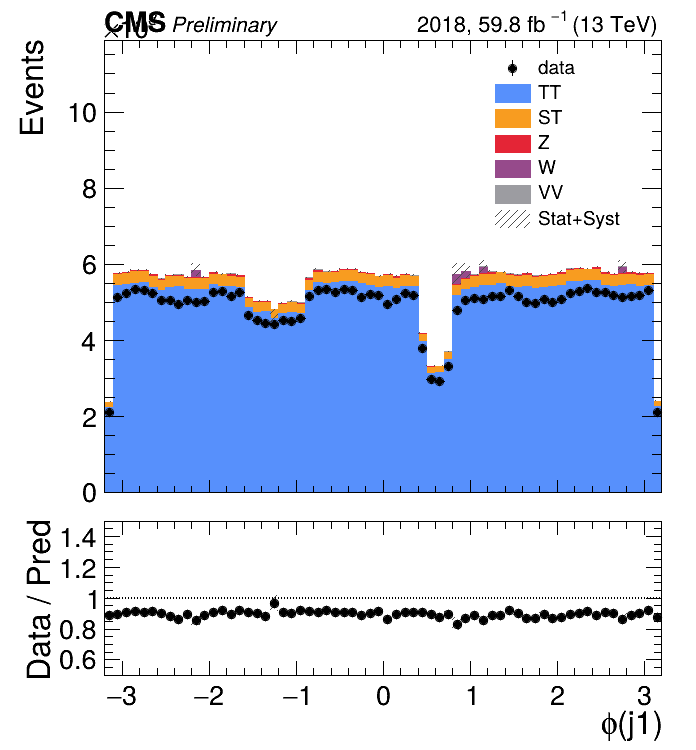 CMS Preliminary 2018, 59.8 fb⁻¹ (13 TeV)
Events
10
8
6
4
2
0
data
TT
ST
Z
W
VV
Stat+Syst
Data / Pred
1.4
1.2
1
0.8
0.6
−3 −2 −1 0 1 2 3
ϕ(j1)